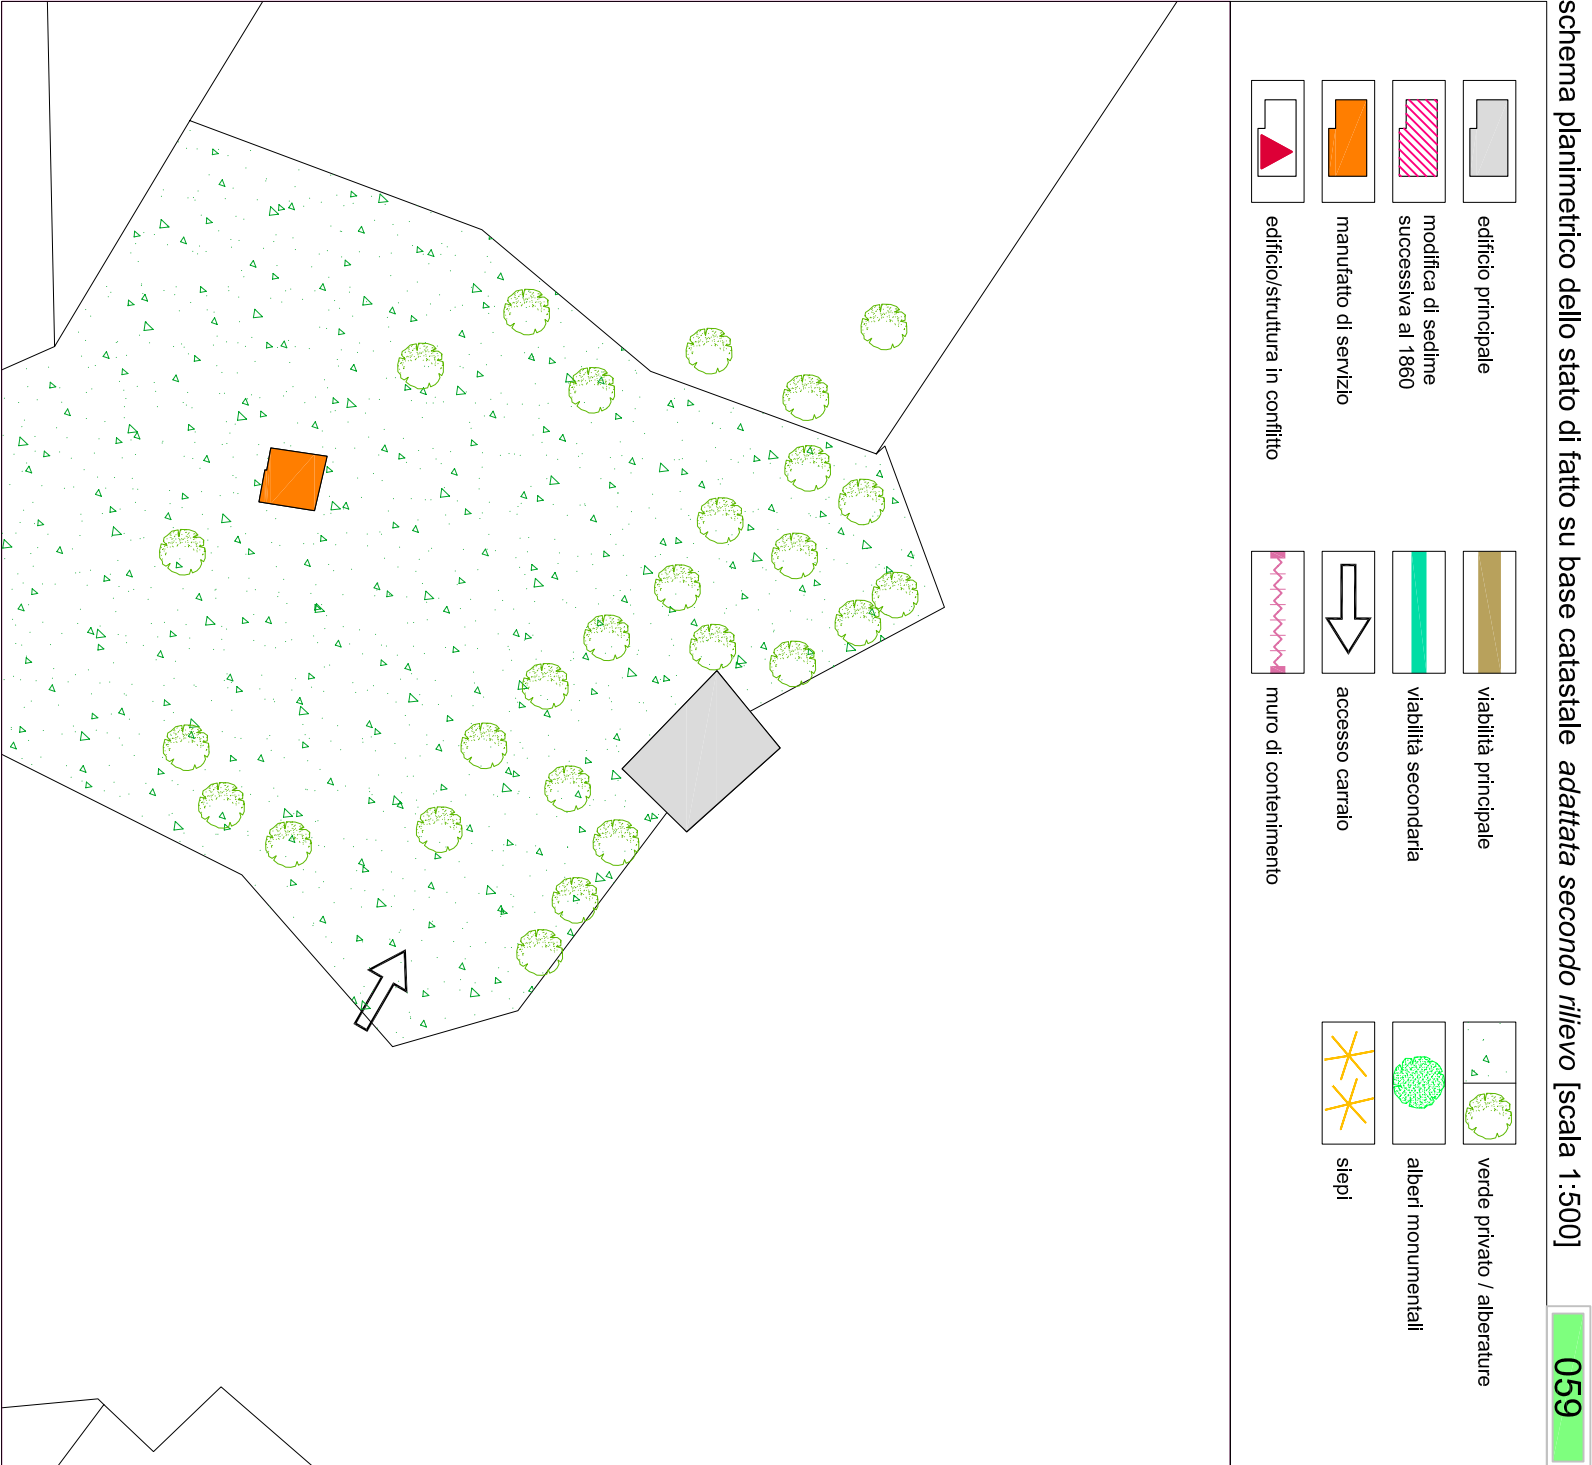 schema planimetrico dello stato di fatto su base catastale adattata secondo rilievo [scala 1:500]
059
edificio principale
modifica di sedime
successiva al 1860
manufatto di servizio
edificio/struttura in conflitto
viabilità principale
viabilità secondaria
accesso carraio
muro di contenimento
verde privato / alberature
alberi monumentali
siepi